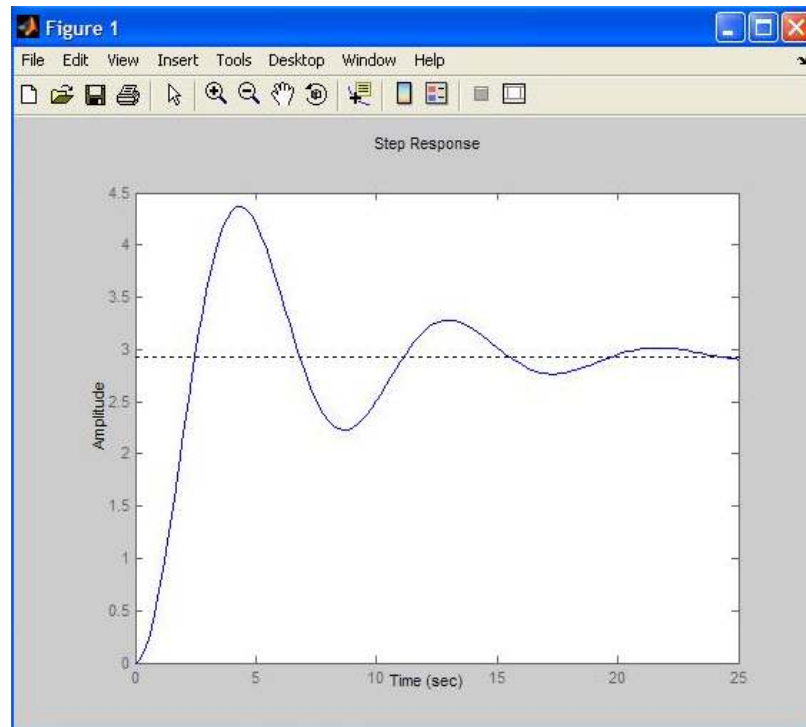 Figure 1
File Edit View Insert Tools Desktop Window Help
Step Response
4.5
4
3.5
3
2.5
2
1.5
1
0.5
0
Amplitude
0 5 10 15 20 25
Time (sec)